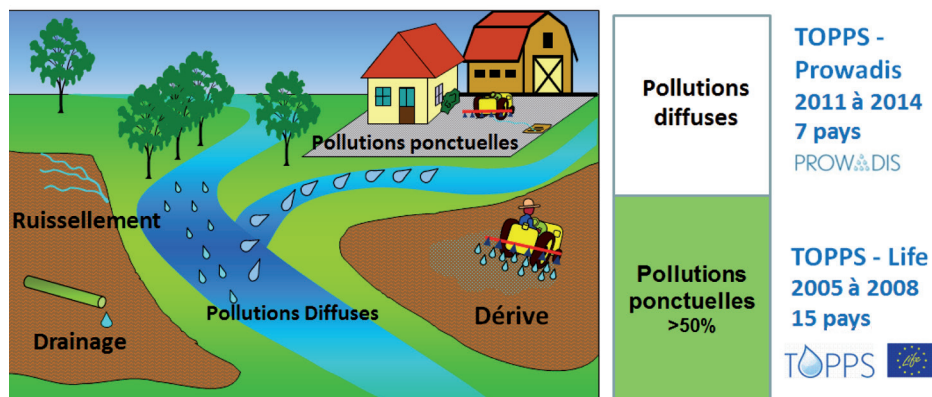 Pollutions ponctuelles
Ruissellement
Pollutions Diffuses
Dérive
Drainage
Pollutions
diffuses
Pollutions
ponctuelles
>50%
TOPPS -
Prowadis
2011 à 2014
7 pays
PROWADIS
TOPPS - Life
2005 à 2008
15 pays
TOPPS
Life